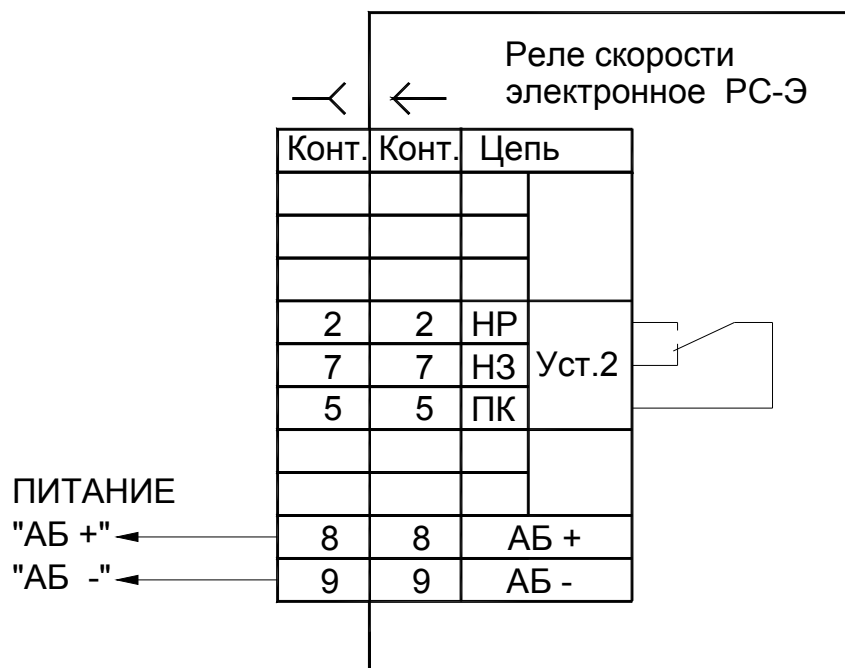 Реле скорости
электронное РС-Э
Конт. Конт. Цепь
2 2 НР
7 7 НЗ Уст.2
5 5 ПК
ПИТАНИЕ
"АБ +" 8 8 АБ +
"АБ -" 9 9 АБ -